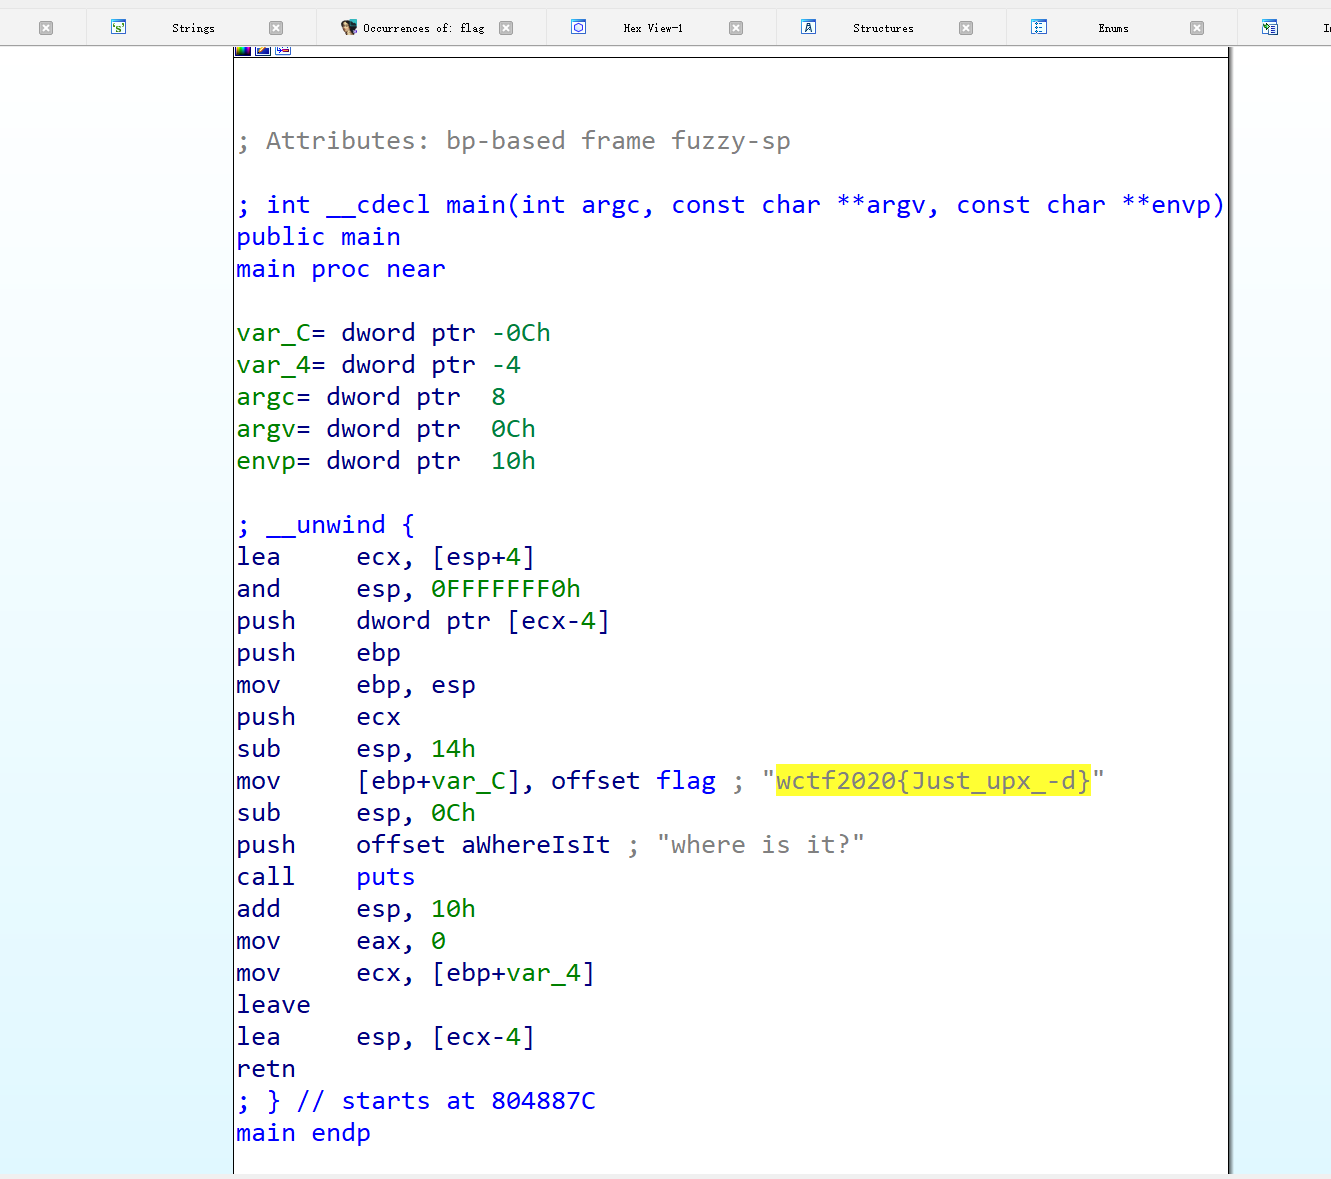 Strings Occurrences of: flag Hex View-1 Structures Enums
; Attributes: bp-based frame fuzzy-sp
; int __cdecl main(int argc, const char **argv, const char **envp)
public main
main proc near
var_C= dword ptr -0Ch
var_4= dword ptr -4
argc= dword ptr  8
argv= dword ptr  0Ch
envp= dword ptr  10h
; __unwind {
lea     ecx, [esp+4]
and     esp, 0FFFFFFF0h
push    dword ptr [ecx-4]
push    ebp
mov     ebp, esp
push    ecx
sub     esp, 14h
mov     [ebp+var_C], offset flag ; "wctf2020{Just_upx_-d}"
sub     esp, 0Ch
push    offset aWhereIsIt ; "where is it?"
call    puts
add     esp, 10h
mov     eax, 0
mov     ecx, [ebp+var_4]
leave
lea     esp, [ecx-4]
retn
; } // starts at 804887C
main endp